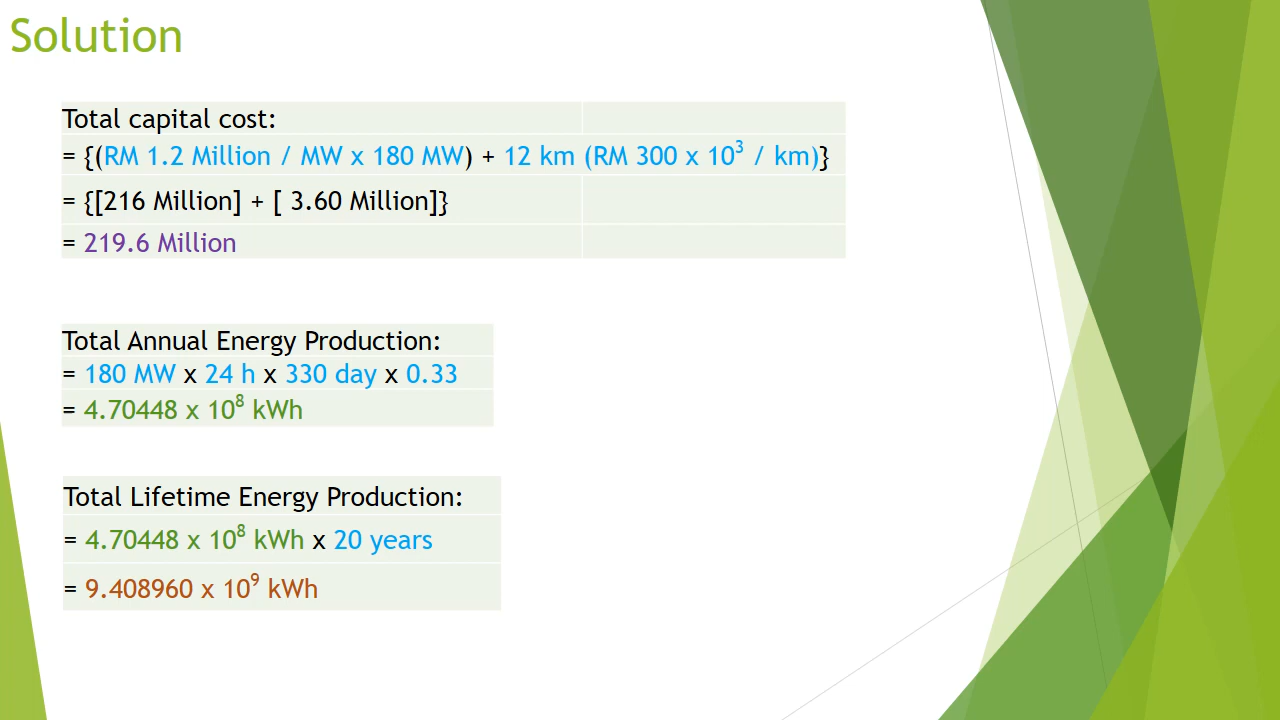 Solution
Total capital cost:
= {(RM 1.2 Million / MW x 180 MW) + 12 km (RM 300 x 10³ / km)}
= {[216 Million] + [ 3.60 Million]}
= 219.6 Million
Total Annual Energy Production:
= 180 MW x 24 h x 330 day x 0.33
= 4.70448 x 10⁸ kWh
Total Lifetime Energy Production:
= 4.70448 x 10⁸ kWh x 20 years
= 9.408960 x 10⁹ kWh